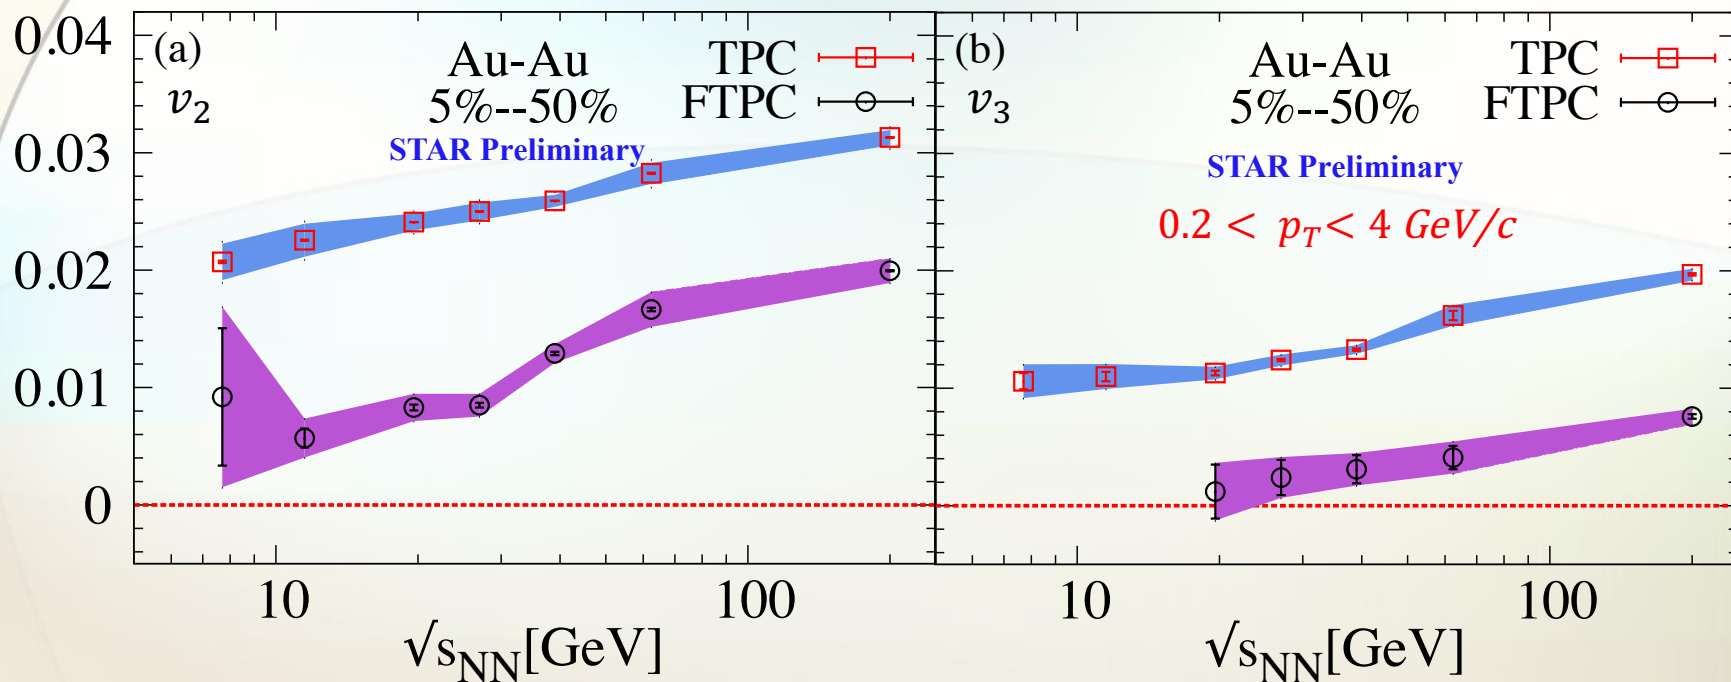 0.04
0.03
0.02
0.01
0
(a)
v₂
Au-Au
5%--50%
STAR Preliminary
TPC
FTPC
10
100
√sNN[GeV]
(b)
v₃
Au-Au
5%--50%
STAR Preliminary
0.2 < pT < 4 GeV/c
TPC
FTPC
10
100
√sNN[GeV]